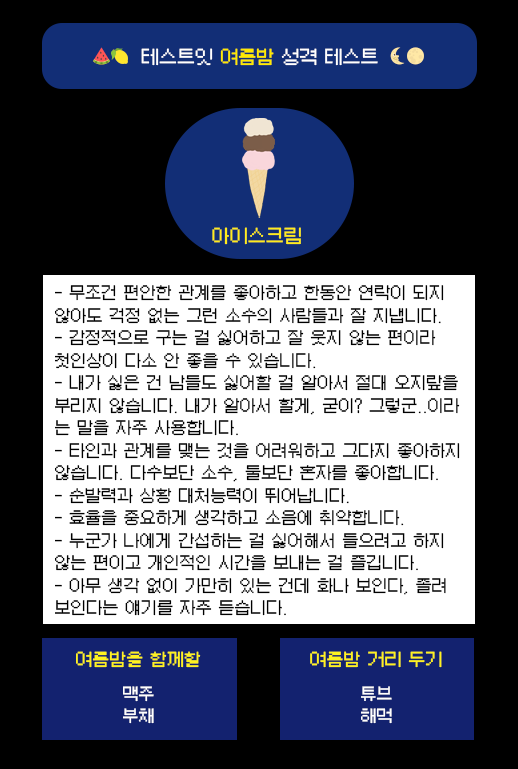 테스트잇 여름밤 성격 테스트
아이스크림
- 무조건 편안한 관계를 좋아하고 한동안 연락이 되지
않아도 걱정 없는 그런 소수의 사람들과 잘 지냅니다.
- 감정적으로 구는 걸 싫어하고 잘 웃지 않는 편이라
첫인상이 다소 안 좋을 수 있습니다.
- 내가 싫은 건 남들도 싫어할 걸 알아서 절대 오지랖을
부리지 않습니다. 내가 알아서 할게, 굳이? 그렇군..이라
는 말을 자주 사용합니다.
- 타인과 관계를 맺는 것을 어려워하고 그다지 좋아하지
않습니다. 다수보단 소수, 둘보단 혼자를 좋아합니다.
- 순발력과 상황 대처능력이 뛰어납니다.
- 효율을 중요하게 생각하고 소음에 취약합니다.
- 누군가 나에게 간섭하는 걸 싫어해서 들으려고 하지
않는 편이고 개인적인 시간을 보내는 걸 즐깁니다.
- 아무 생각 없이 가만히 있는 건데 화나 보인다, 졸려
보인다는 얘기를 자주 듣습니다.
여름밤을 함께할
맥주
부채
여름밤 거리 두기
튜브
해먹